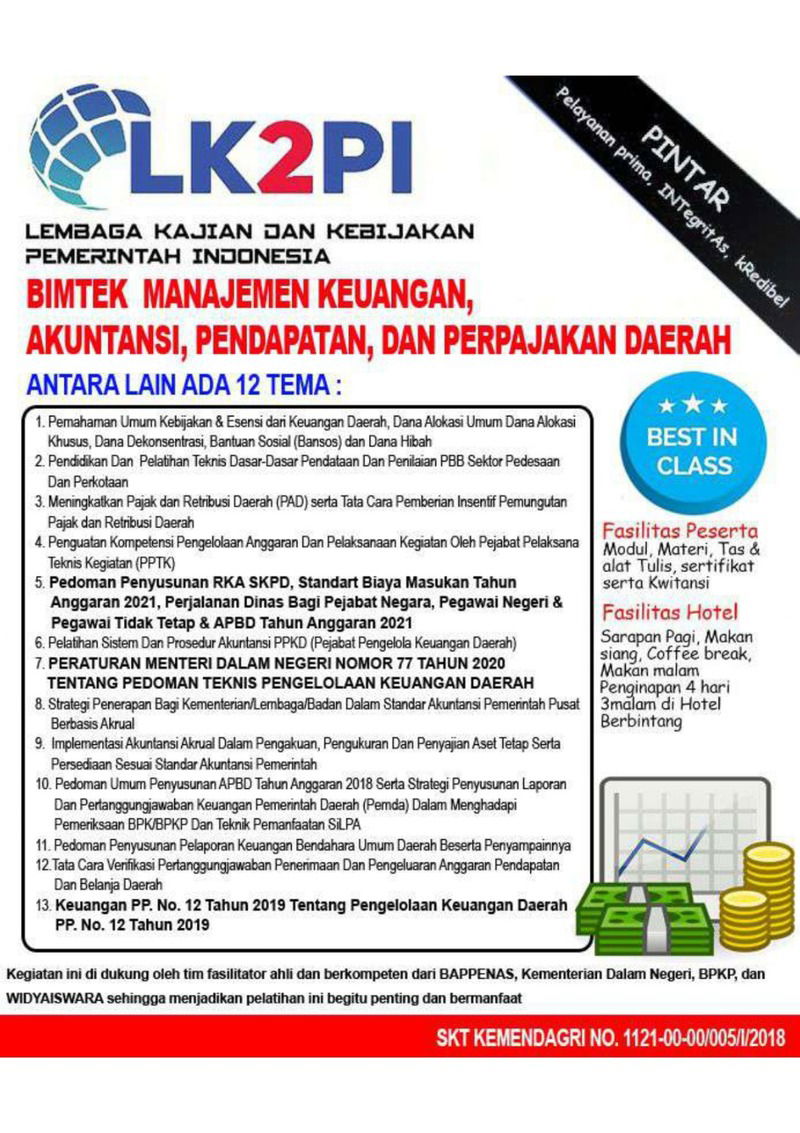 LK2PI
LEMBAGA KAJIAN DAN KEBIJAKAN
PEMERINTAH INDONESIA
PINTAR
Pelayanan prima, INTegritAs, kRedibel
BIMTEK MANAJEMEN KEUANGAN,
AKUNTANSI, PENDAPATAN, DAN PERPAJAKAN DAERAH
ANTARA LAIN ADA 12 TEMA :
1. Pemahaman Umum Kebijakan & Esensi dari Keuangan Daerah, Dana Alokasi Umum Dana Alokasi
Khusus, Dana Dekonsentrasi, Bantuan Sosial (Bansos) dan Dana Hibah
2. Pendidikan Dan Pelatihan Teknis Dasar-Dasar Pendataan Dan Penilaian PBB Sektor Pedesaan
Dan Perkotaan
3. Meningkatkan Pajak dan Retribusi Daerah (PAD) serta Tata Cara Pemberian Insentif Pemungutan
Pajak dan Retribusi Daerah
4. Penguatan Kompetensi Pengelolaan Anggaran Dan Pelaksanaan Kegiatan Oleh Pejabat Pelaksana
Teknis Kegiatan (PPTK)
5. Pedoman Penyusunan RKA SKPD, Standart Biaya Masukan Tahun
Anggaran 2021, Perjalanan Dinas Bagi Pejabat Negara, Pegawai Negeri &
Pegawai Tidak Tetap & APBD Tahun Anggaran 2021
6. Pelatihan Sistem Dan Prosedur Akuntansi PPKD (Pejabat Pengelola Keuangan Daerah)
7. PERATURAN MENTERI DALAM NEGERI NOMOR 77 TAHUN 2020
TENTANG PEDOMAN TEKNIS PENGELOLAAN KEUANGAN DAERAH
8. Strategi Penerapan Bagi Kementerian/Lembaga/Badan Dalam Standar Akuntansi Pemerintah Pusat
Berbasis Akrual
9. Implementasi Akuntansi Akrual Dalam Pengakuan, Pengukuran Dan Penyajian Aset Tetap Serta
Persediaan Sesuai Standar Akuntansi Pemerintah
10. Pedoman Umum Penyusunan APBD Tahun Anggaran 2018 Serta Strategi Penyusunan Laporan
Dan Pertanggungjawaban Keuangan Pemerintah Daerah (Pemda) Dalam Menghadapi
Pemeriksaan BPK/BPKP Dan Teknik Pemanfaatan SiLPA
11. Pedoman Penyusunan Pelaporan Keuangan Bendahara Umum Daerah Beserta Penyampainnya
12.Tata Cara Verifikasi Pertanggungjawaban Penerimaan Dan Pengeluaran Anggaran Pendapatan
Dan Belanja Daerah
13. Keuangan PP. No. 12 Tahun 2019 Tentang Pengelolaan Keuangan Daerah
PP. No. 12 Tahun 2019
BEST IN
CLASS
Fasilitas Peserta
Modul, Materi, Tas &
alat Tulis, sertifikat
serta Kwitansi
Fasilitas Hotel
Sarapan Pagi, Makan
siang, Coffee break,
Makan malam
Penginapan 4 hari
3malam di Hotel
Berbintang
Kegiatan ini di dukung oleh tim fasilitator ahli dan berkompeten dari BAPPENAS, Kementerian Dalam Negeri, BPKP, dan
WIDYAISWARA sehingga menjadikan pelatihan ini begitu penting dan bermanfaat
SKT KEMENDAGRI NO. 1121-00-00/005/I/2018